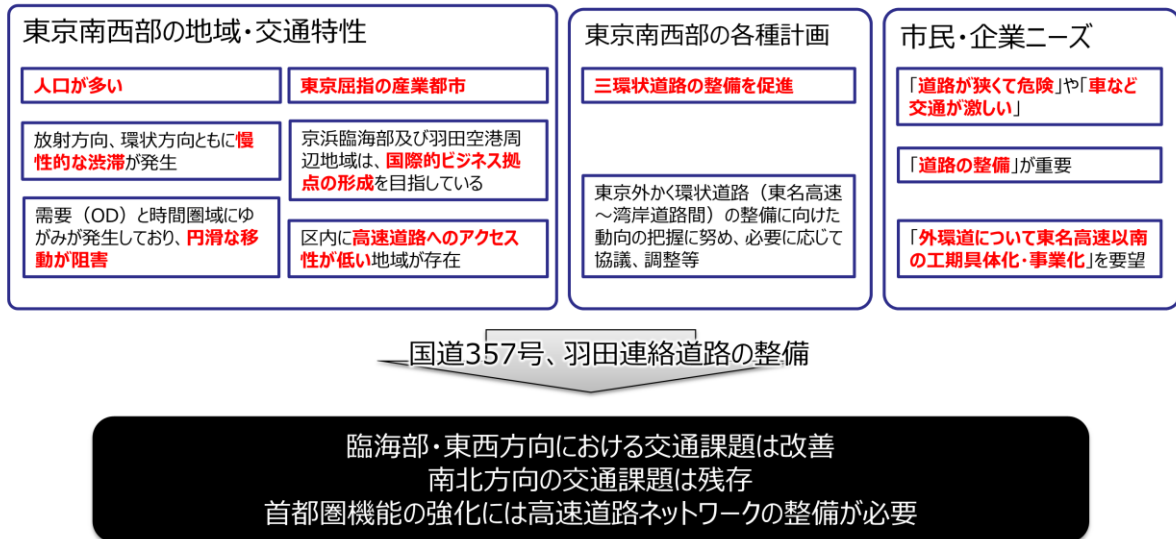 東京南西部の地域・交通特性
人口が多い
放射方向、環状方向ともに慢
性的な渋滞が発生
需要（OD）と時間圏域にゆ
がみが発生しており、円滑な移
動が阻害
東京屈指の産業都市
京浜臨海部及び羽田空港周
辺地域は、国際的ビジネス拠
点の形成を目指している
区内に高速道路へのアクセス
性が低い地域が存在
東京南西部の各種計画
三環状道路の整備を促進
東京外かく環状道路（東名高速
～湾岸道路間）の整備に向けた
動向の把握に努め、必要に応じて
協議、調整等
市民・企業ニーズ
「道路が狭くて危険」や「車など
交通が激しい」
「道路の整備」が重要
「外環道について東名高速以南
の工期具体化・事業化」を要望
国道357号、羽田連絡道路の整備
臨海部・東西方向における交通課題は改善
南北方向の交通課題は残存
首都圏機能の強化には高速道路ネットワークの整備が必要